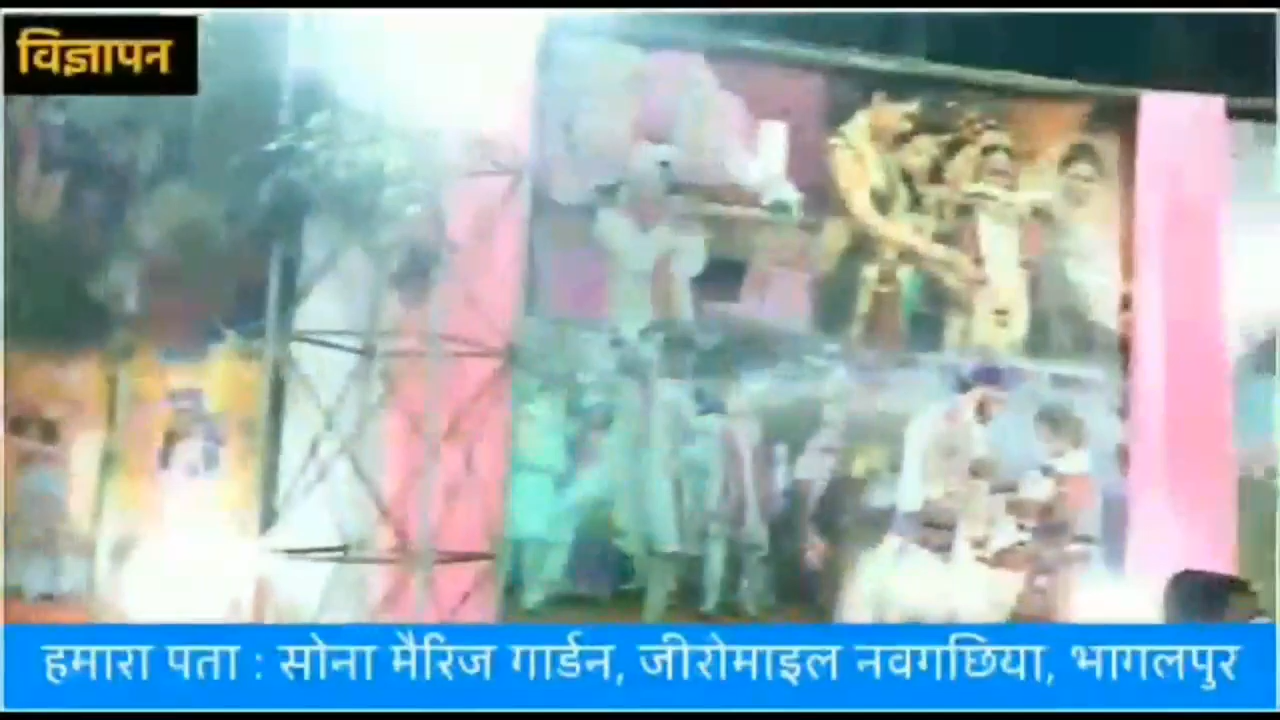 विज्ञापन
हमारा पता : सोना मैरिज गार्डन, जीरोमाइल नवगछिया, भागलपुर